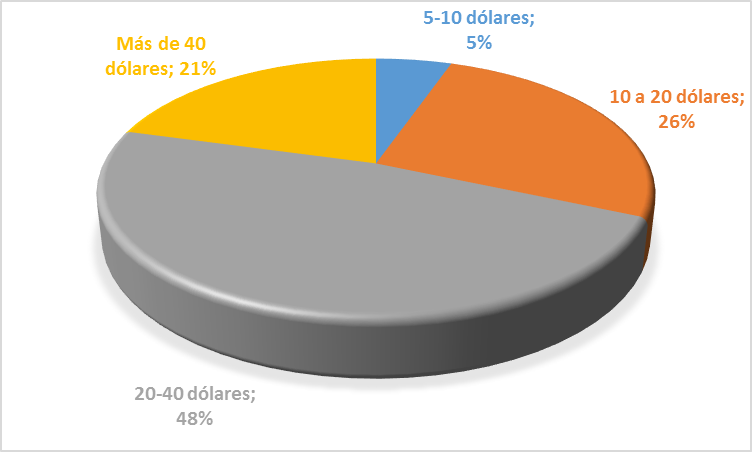 5-10 dólares;
5%
Más de 40
dólares; 21%
10 a 20 dólares;
26%
20-40 dólares;
48%